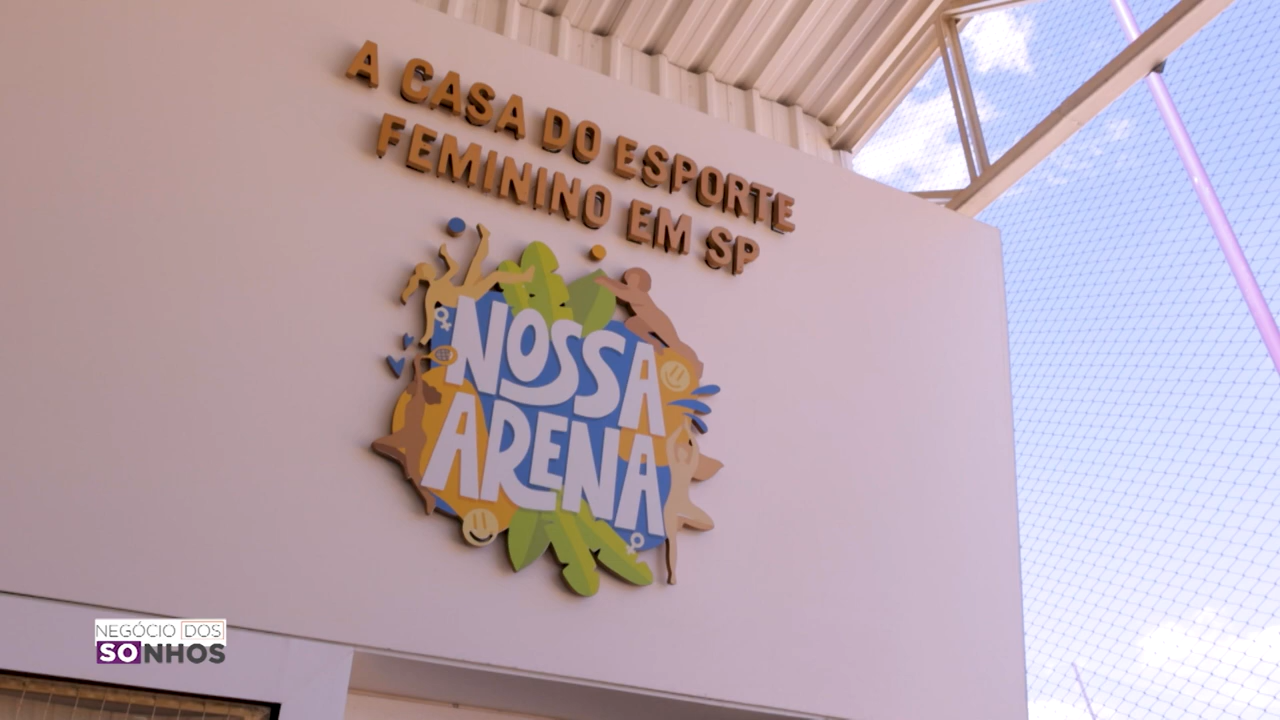 A CASA DO ESPORTE
FEMININO EM SP
NOSSA
ARENA
NEGÓCIO DOS
SONHOS